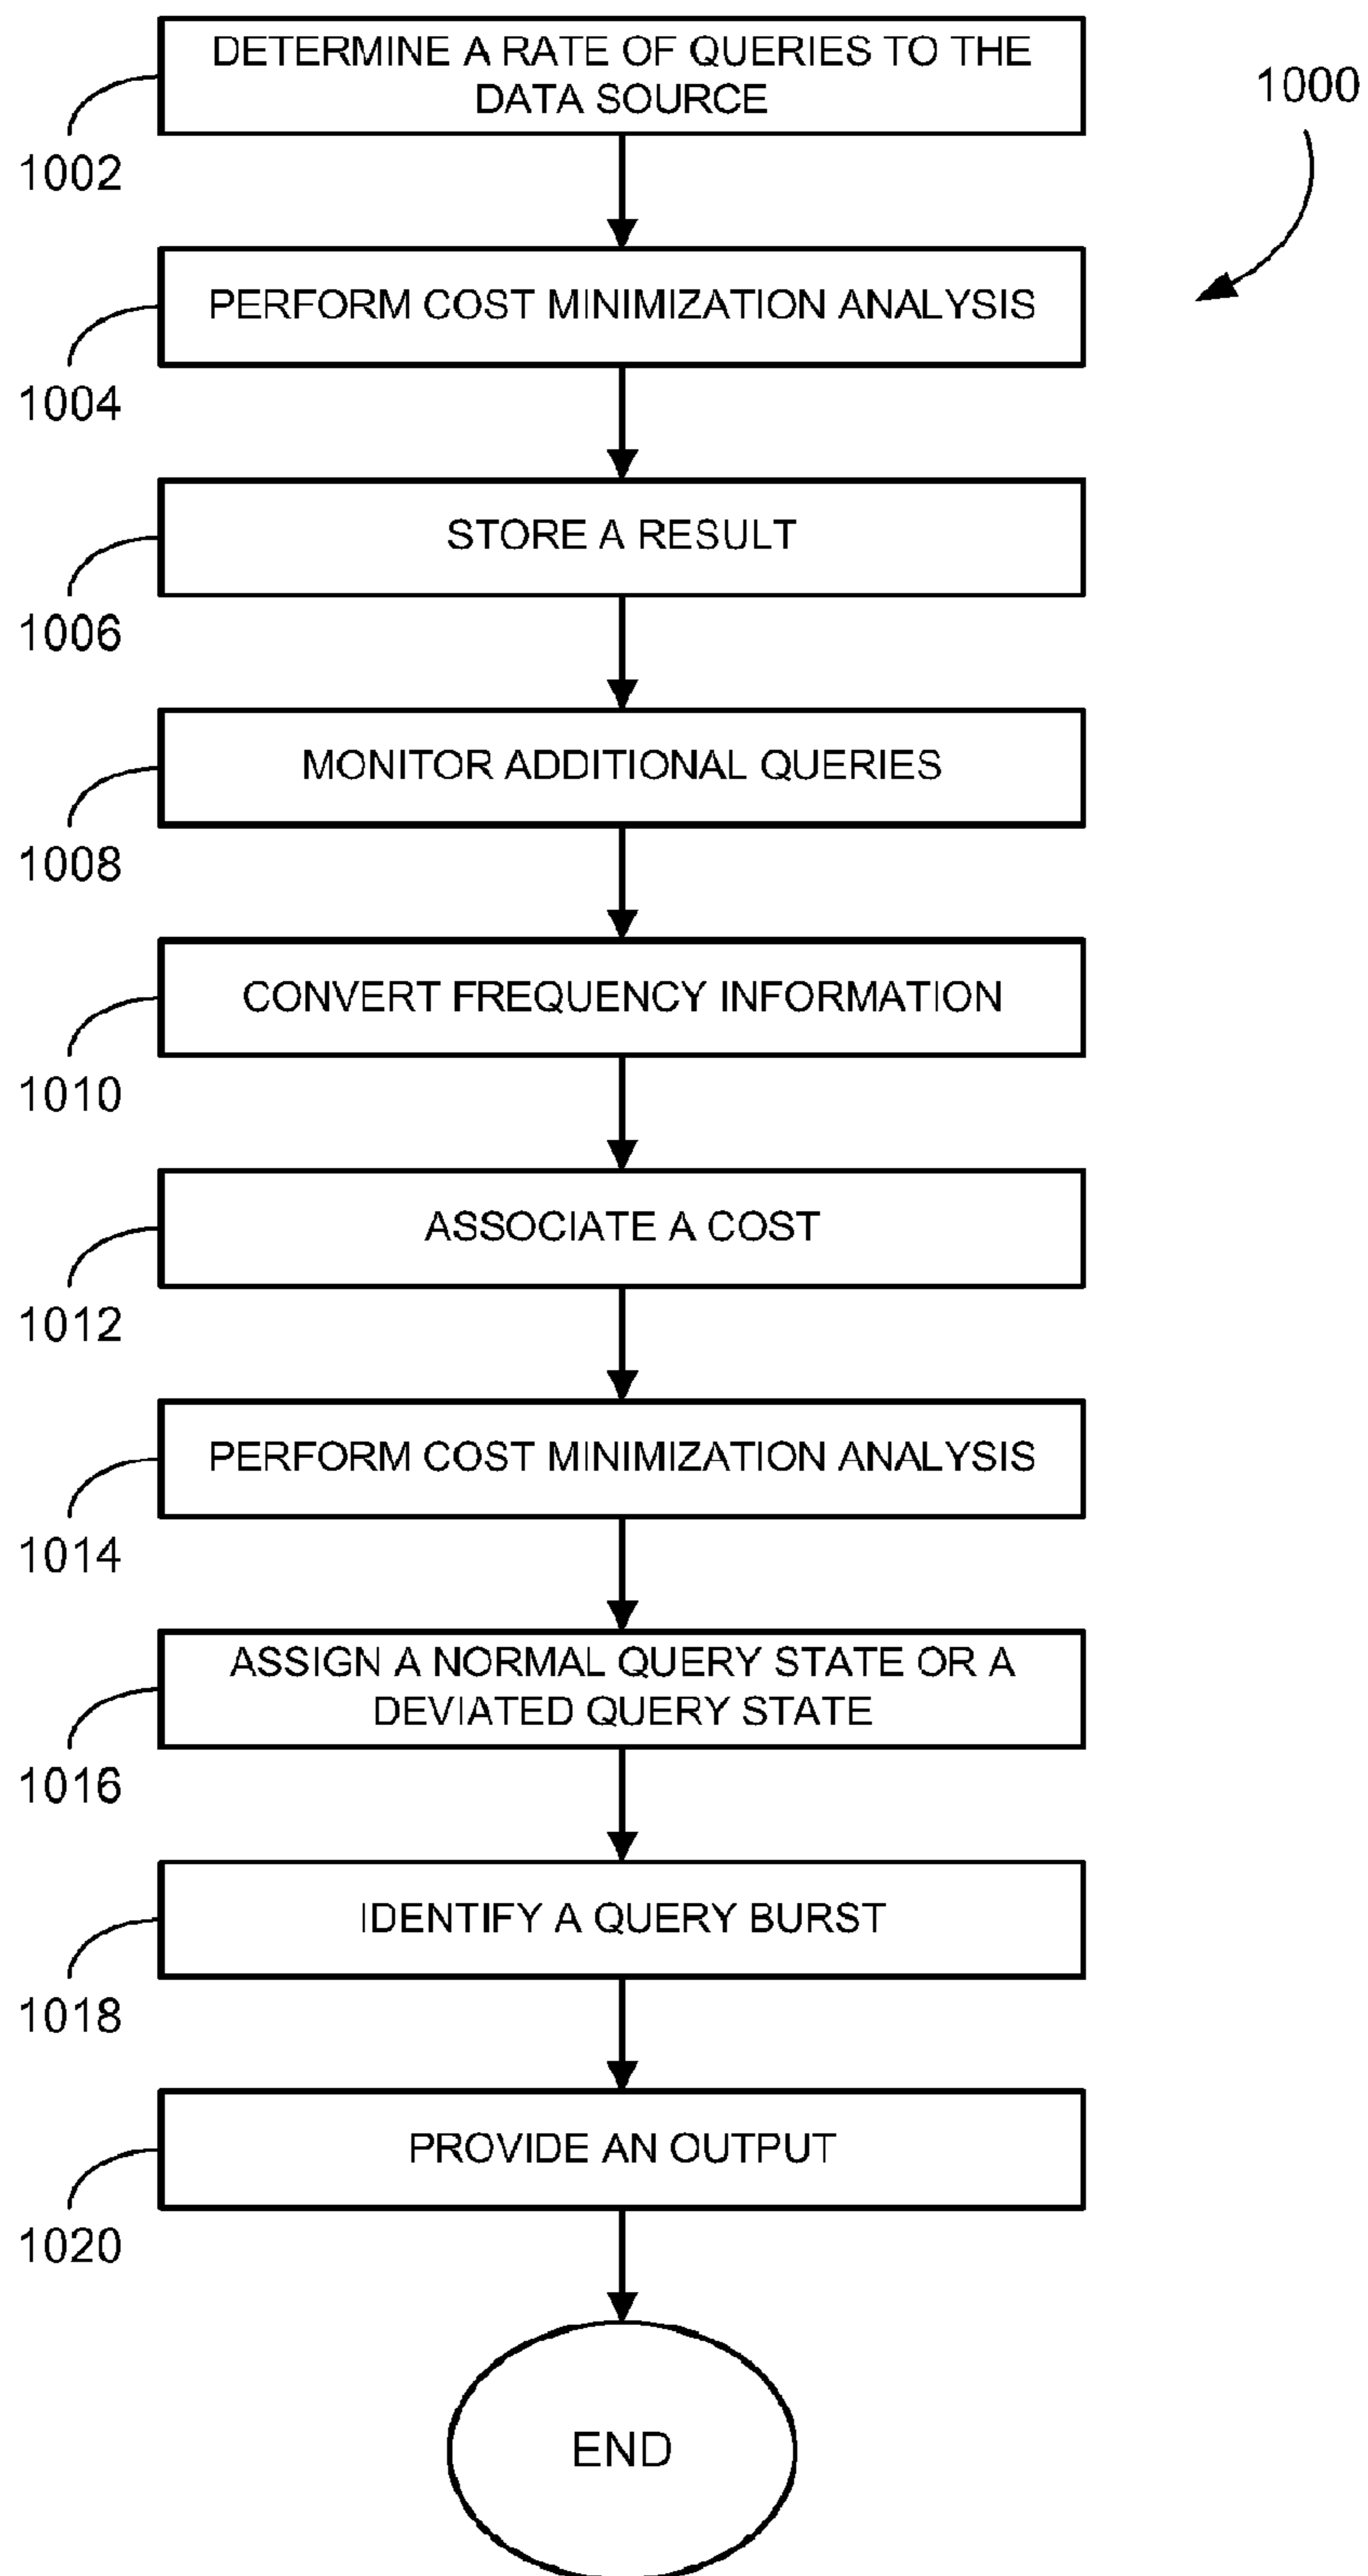 DETERMINE A RATE OF QUERIES TO THE
DATA SOURCE
1000
1002
PERFORM COST MINIMIZATION ANALYSIS
1004
STORE A RESULT
1006
MONITOR ADDITIONAL QUERIES
1008
CONVERT FREQUENCY INFORMATION
1010
ASSOCIATE A COST
1012
PERFORM COST MINIMIZATION ANALYSIS
1014
ASSIGN A NORMAL QUERY STATE OR A
DEVIATED QUERY STATE
1016
IDENTIFY A QUERY BURST
1018
PROVIDE AN OUTPUT
1020
END